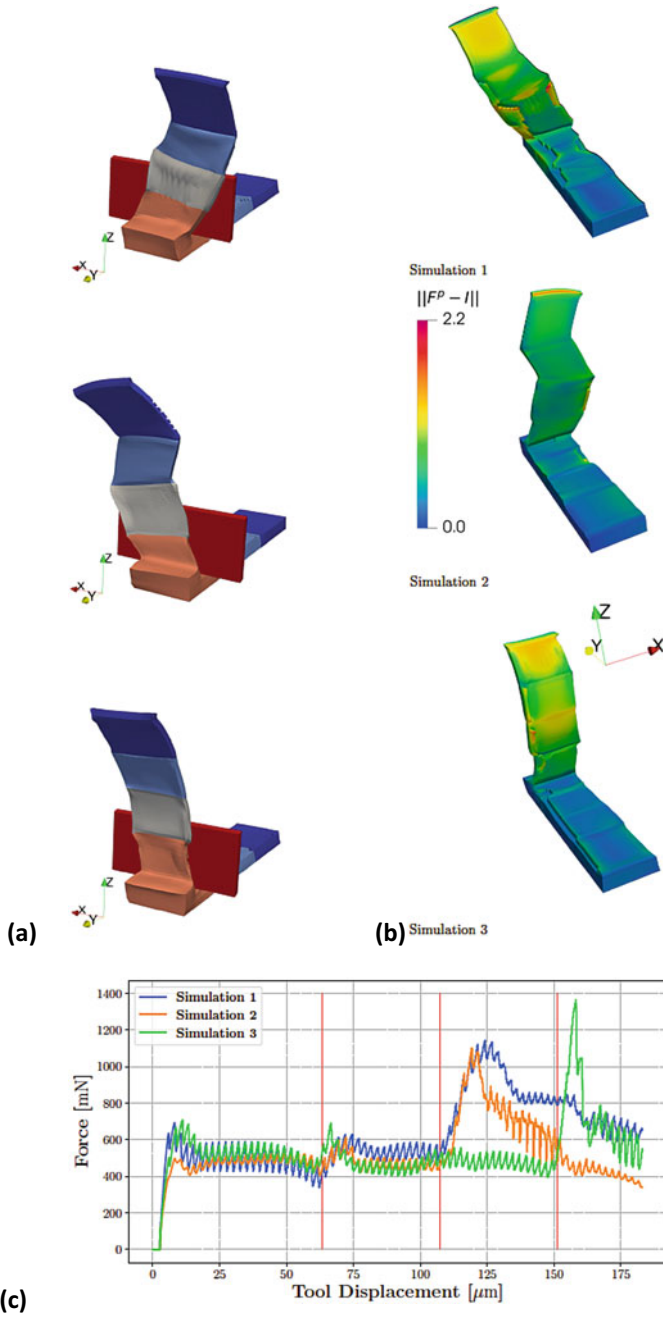 Z
X
Y
Simulation 1
||F^p − I||
2.2
0.0
Z
X
Y
Simulation 2
Z
Y
X
Z
X
Y
(a)
(b) Simulation 3
1400
1200
1000
800
600
400
200
0
Force [mN]
Simulation 1
Simulation 2
Simulation 3
0 25 50 75 100 125 150 175
Tool Displacement [μm]
(c)